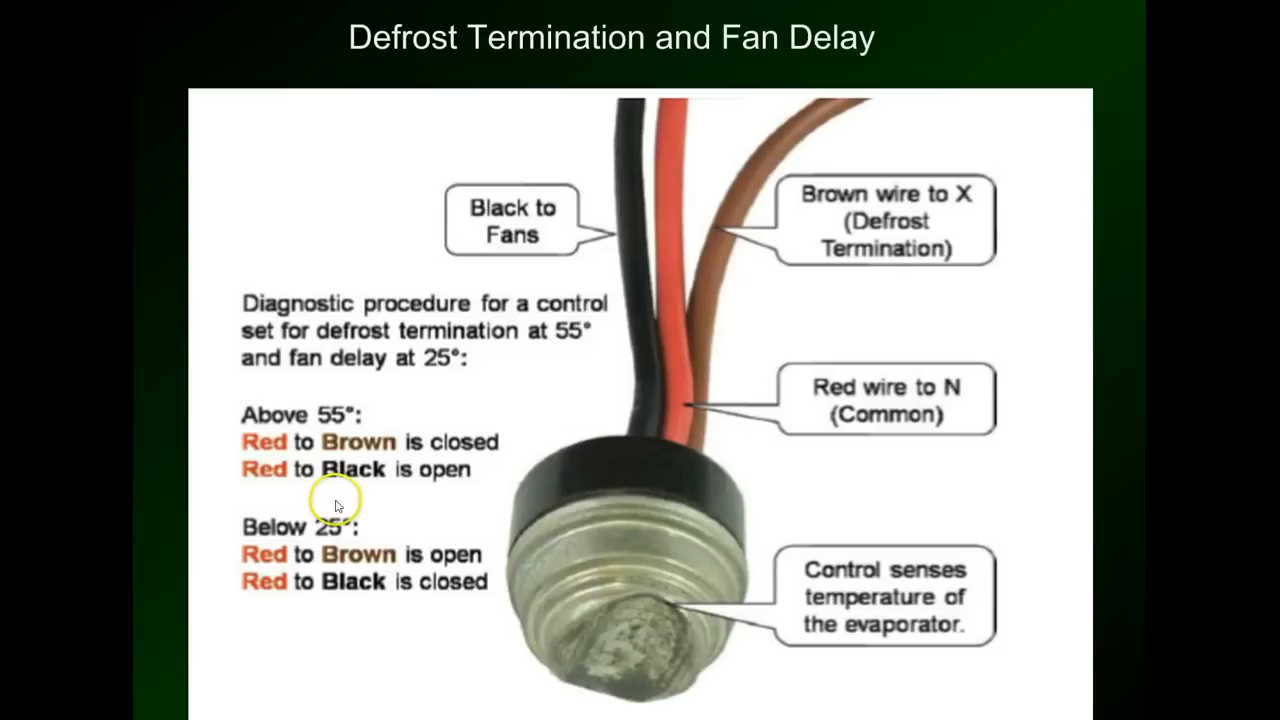 Defrost Termination and Fan Delay
Black to
Fans
Brown wire to X
(Defrost
Termination)
Diagnostic procedure for a control
set for defrost termination at 55°
and fan delay at 25°:
Red wire to N
(Common)
Above 55°:
Red to Brown is closed
Red to Black is open
Below 25°:
Red to Brown is open
Red to Black is closed
Control senses
temperature of
the evaporator.